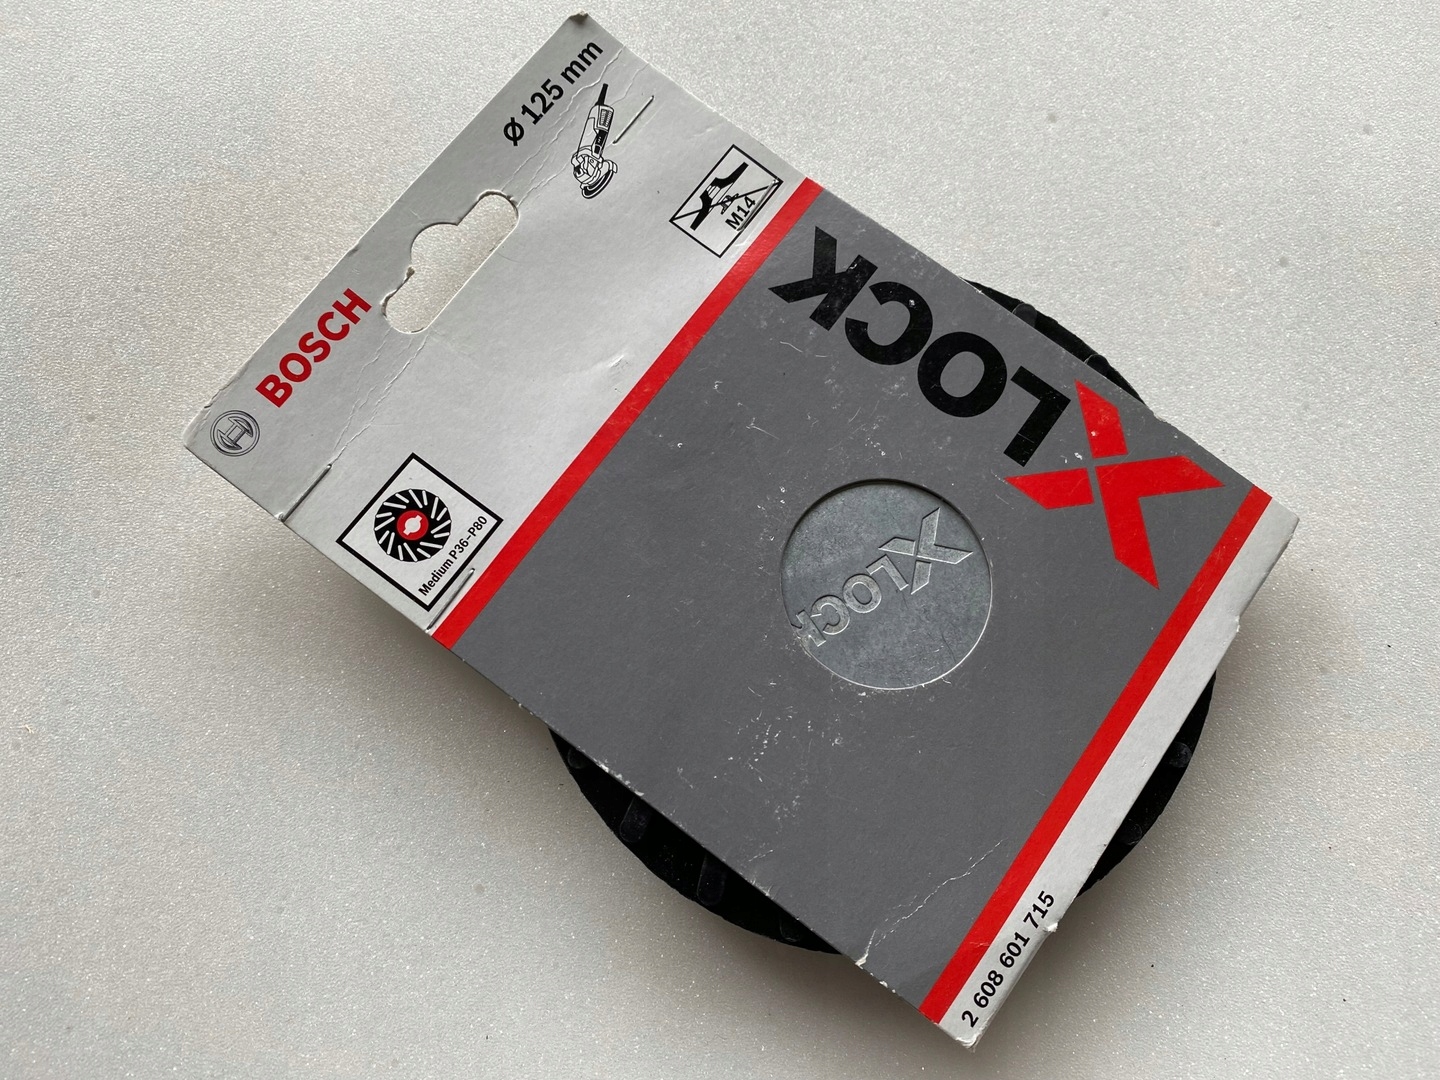 BOSCH
Ø 125 mm
M14
Medium P36–P80
X LOCK
X LOCK
2 608 601 715